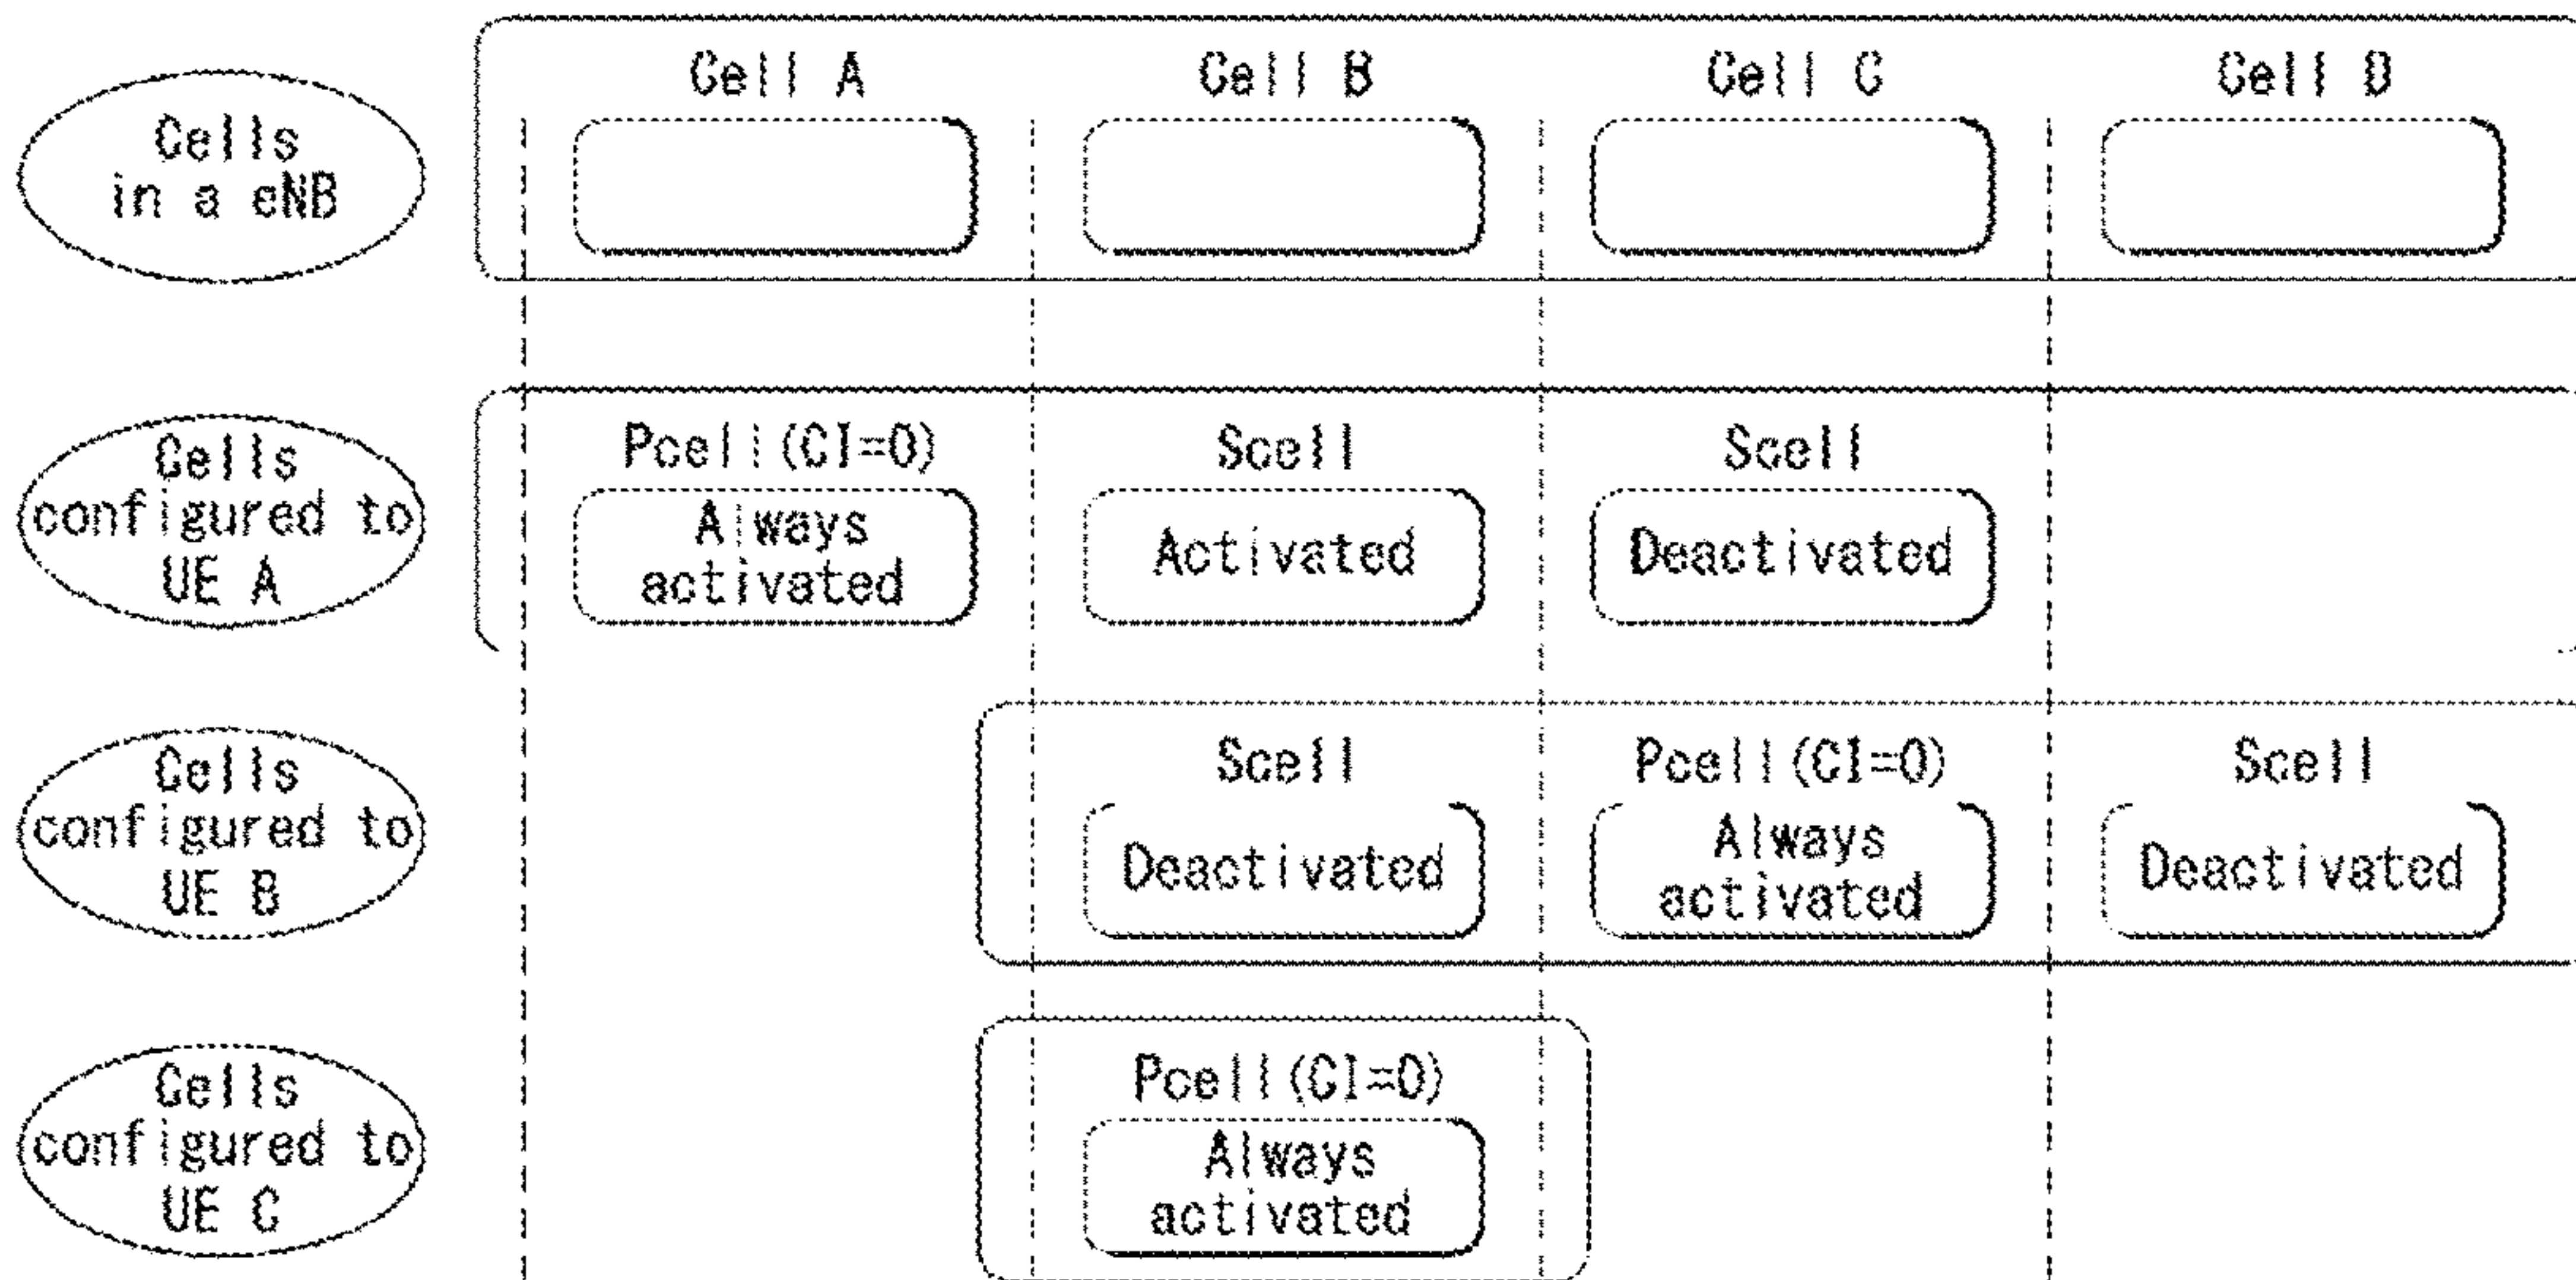 Cell A Cell B Cell C Cell D
Cells
in a eNB
Pcell(CI=0) Scell Scell
Cells
configured to
UE A
Always
activated
Activated
Deactivated
Scell Pcell(CI=0) Scell
Cells
configured to
UE B
Deactivated
Always
activated
Deactivated
Pcell(CI=0)
Cells
configured to
UE C
Always
activated